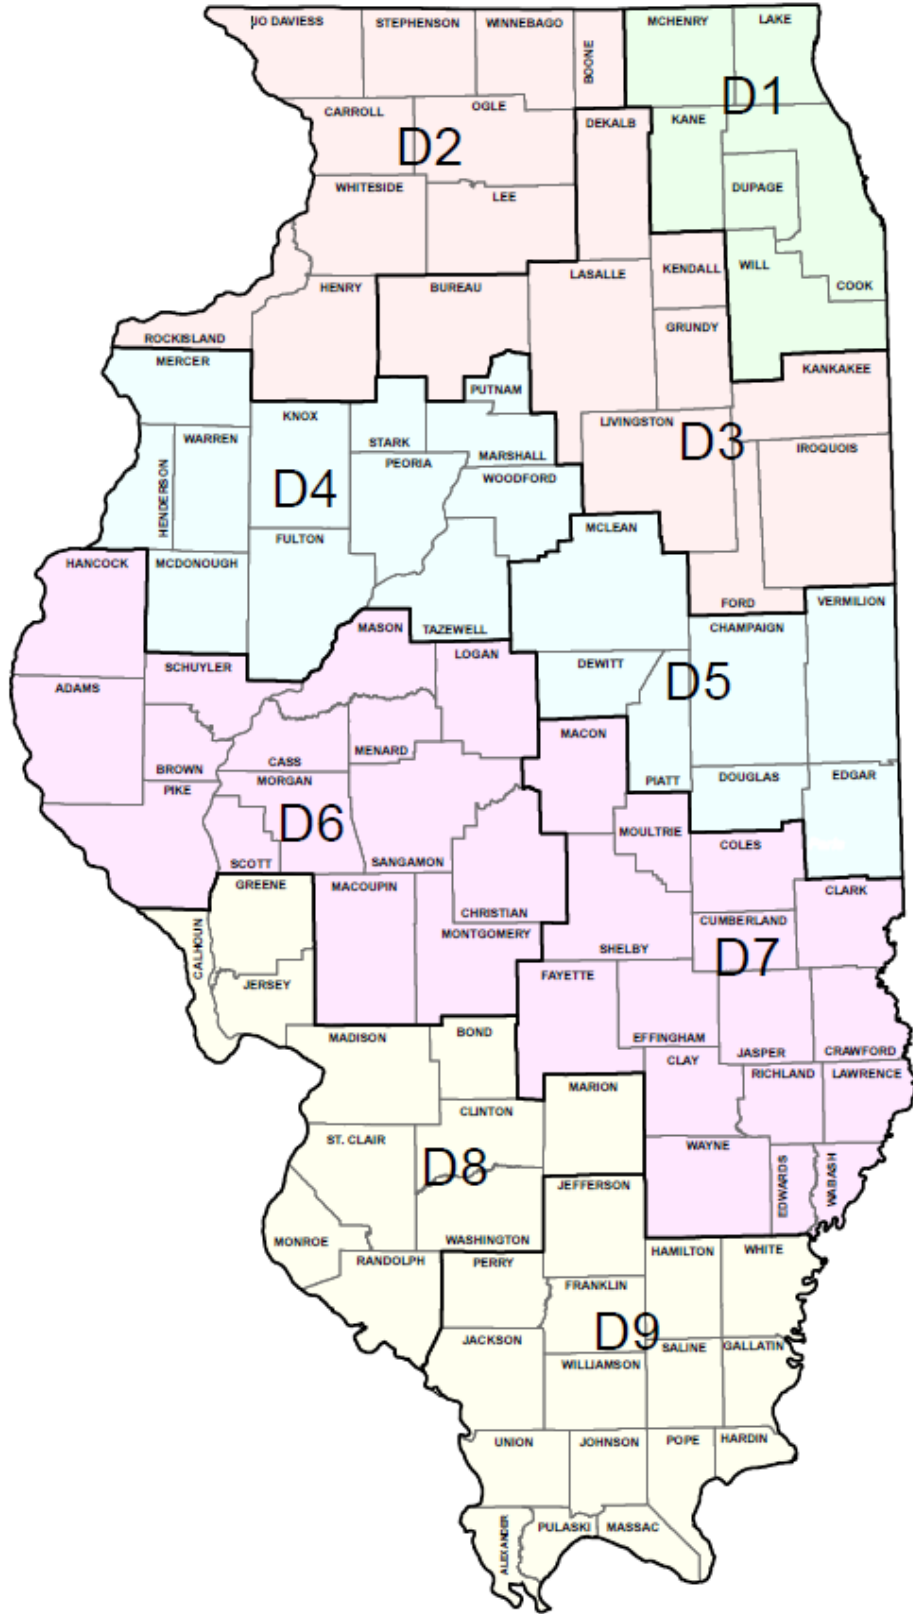 JO DAVIESS
STEPHENSON
WINNEBAGO
BOONE
MCHENRY
LAKE
D1
CARROLL
OGLE
D2
DEKALB
KANE
WHITESIDE
LEE
DUPAGE
HENRY
BUREAU
LASALLE
KENDALL
WILL
COOK
ROCKISLAND
GRUNDY
MERCER
KANKAKEE
PUTNAM
KNOX
STARK
LIVINGSTON
D3
WARREN
HENDERSON
D4
PEORIA
MARSHALL
WOODFORD
IROQUOIS
FULTON
MCLEAN
HANCOCK
MCDONOUGH
FORD
VERMILION
MASON
TAZEWELL
CHAMPAIGN
SCHUYLER
LOGAN
DEWITT
D5
ADAMS
MACON
BROWN
CASS
MENARD
PIKE
MORGAN
PIATT
DOUGLAS
EDGAR
D6
MOULTRIE
SCOTT
SANGAMON
COLES
GREENE
MACOUPIN
CLARK
CHRISTIAN
CUMBERLAND
CALHOUN
MONTGOMERY
SHELBY
D7
JERSEY
FAYETTE
MADISON
BOND
EFFINGHAM
JASPER
CRAWFORD
CLAY
RICHLAND
LAWRENCE
MARION
CLINTON
ST. CLAIR
WAYNE
D8
JEFFERSON
EDWARDS
WABASH
MONROE
WASHINGTON
RANDOLPH
PERRY
HAMILTON
WHITE
FRANKLIN
D9
JACKSON
SALINE
GALLATIN
WILLIAMSON
UNION
JOHNSON
POPE
HARDIN
ALEXANDER
PULASKI
MASSAC